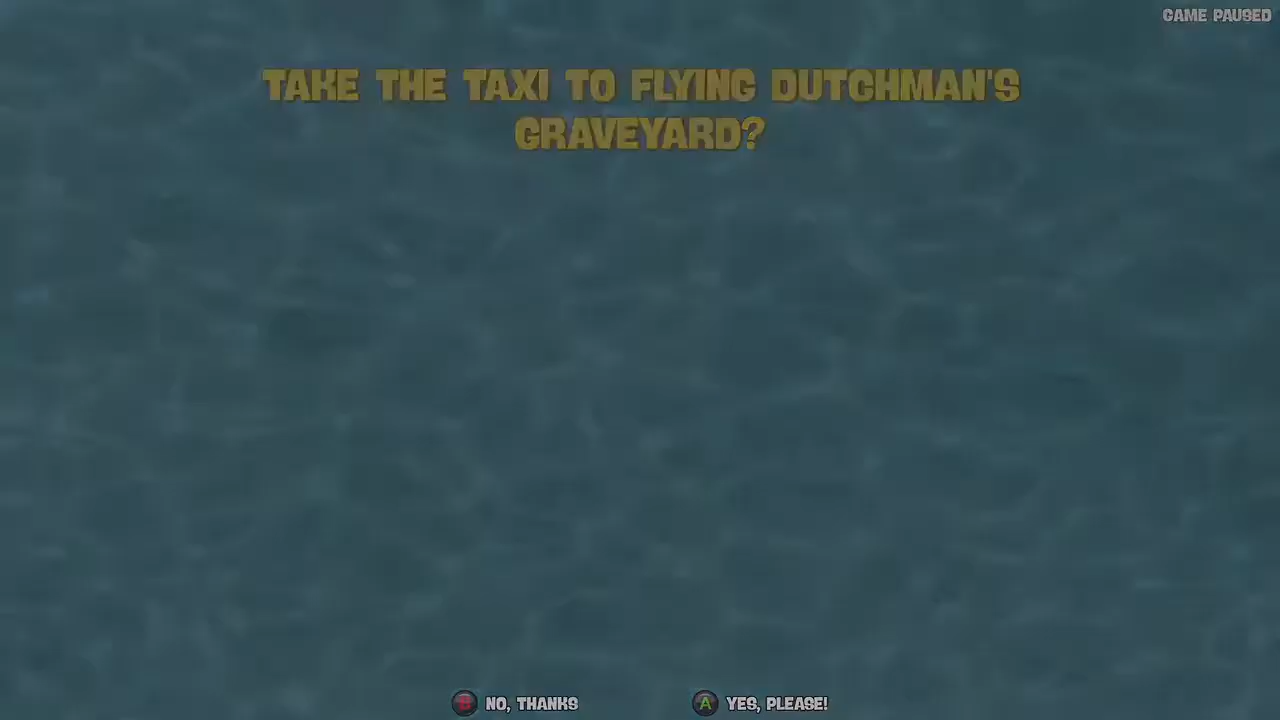 GAME PAUSED
TAKE THE TAXI TO FLYING DUTCHMAN'S
GRAVEYARD?
B NO, THANKS
A YES, PLEASE!